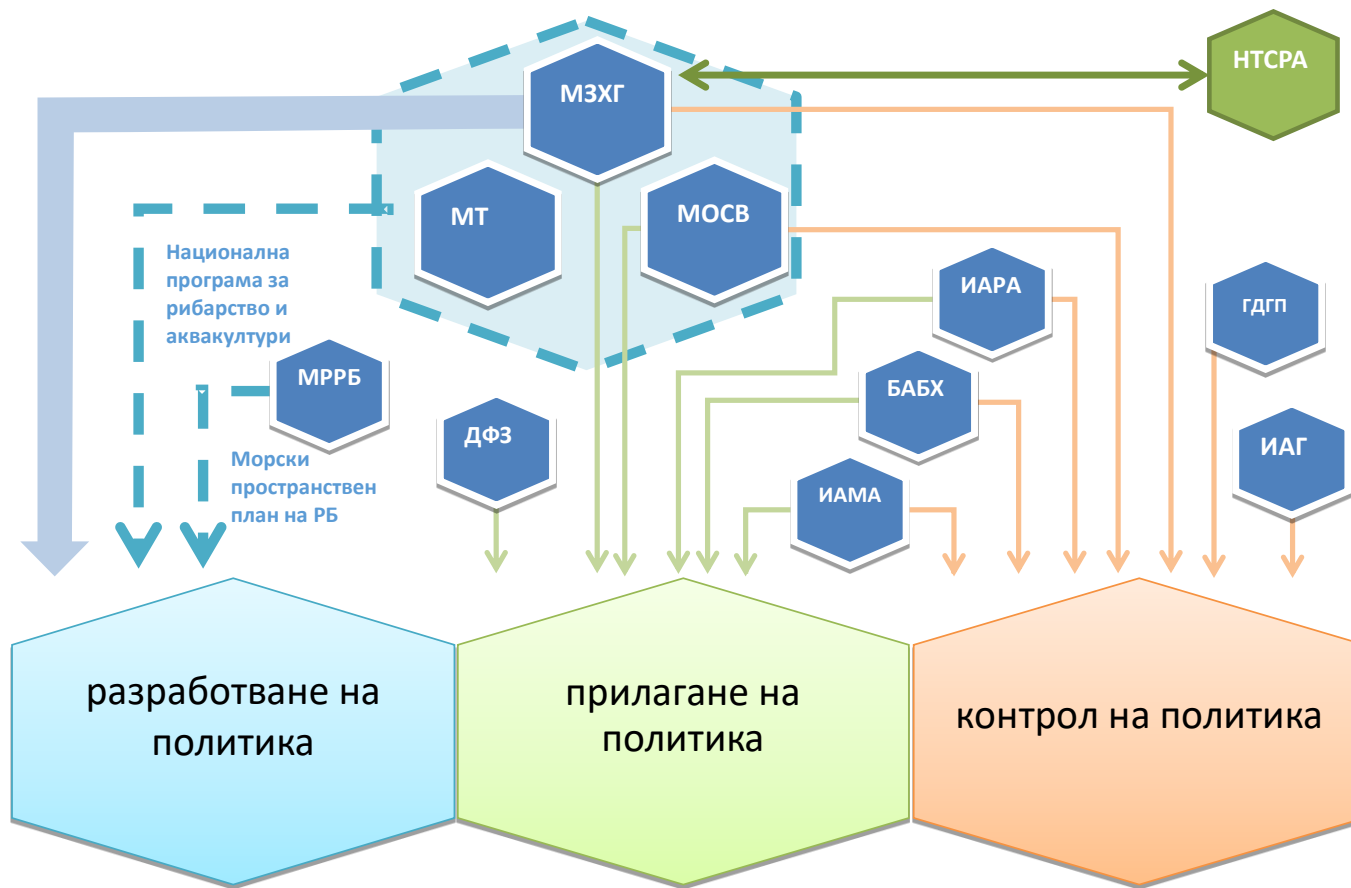 НТСРА
МЗХГ
МТ
МОСВ
Национална
програма за
рибарство и
аквакултури
ИАРА
ГДГП
МРРБ
БАБХ
ДФЗ
ИАГ
Морски
пространствен
план на РБ
ИАМА
разработване на
политика
прилагане на
политика
контрол на политика